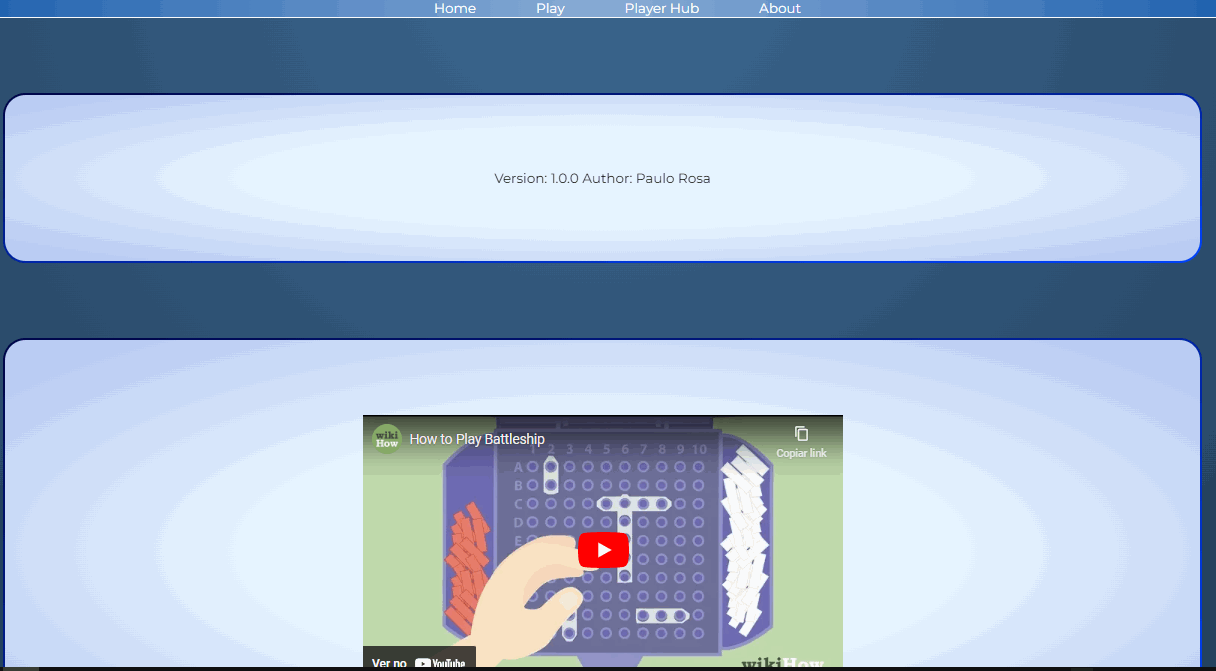 Home Play Player Hub About
Version: 1.0.0 Author: Paulo Rosa
wiki
How
How to Play Battleship
Copiar link
1 2 3 4 5 6 7 8 9 10
A
B
C
D
E
Ver no YouTube
wikiHow